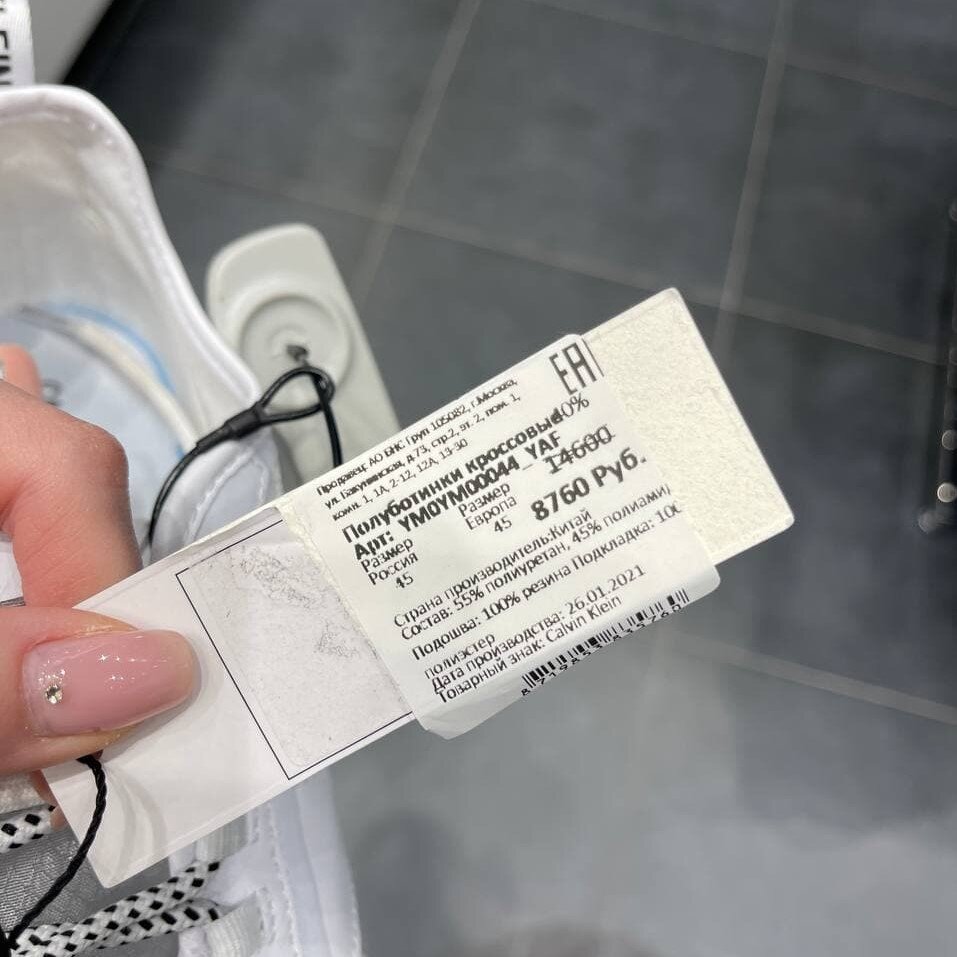 Продавец: АО БНС Груп 105082, г.Москва,
ул. Бакунинская, д-73, стр.2, эт. 2, пом. 1,
комн. 1, 1А, 2-12, 12А, 13-30
EAC
Полуботинки кроссовые
40%
Арт: YM0YM00044_YAF
14600
Размер Размер
Россия Европа
45 45
8760 Руб.
Страна производитель:Китай
Состав: 55% полиуретан, 45% полиамид
Подошва: 100% резина Подкладка: 100
полиэстер
Дата производства: 26.01.2021
Товарный знак: Calvin Klein